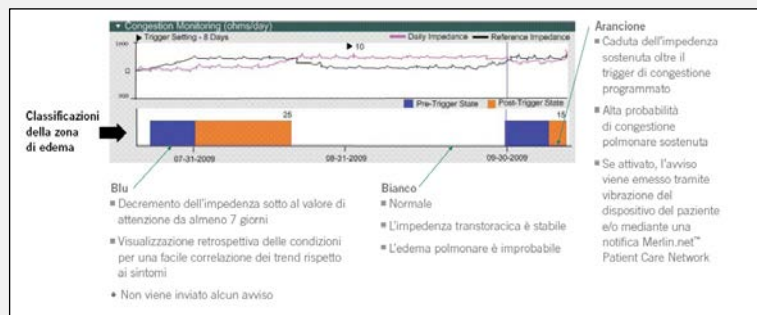 Congestion Monitoring (ohms/day)
Trigger Setting - 8 Days
Daily Impedance
Reference Impedance
10
Ω
Pre-Trigger State
Post-Trigger State
25
15
07-31-2009
08-31-2009
09-30-2009
Classificazioni
della zona
di edema
Blu
Decremento dell'impedenza sotto al valore di
attenzione da almeno 7 giorni
Visualizzazione retrospettiva delle condizioni
per una facile correlazione dei trend rispetto
ai sintomi
Non viene inviato alcun avviso
Bianco
Normale
L'impedenza transtoracica è stabile
L'edema polmonare è improbabile
Arancione
Caduta dell'impedenza
sostenuta oltre il
trigger di congestione
programmato
Alta probabilità
di congestione
polmonare sostenuta
Se attivato, l'avviso
viene emesso tramite
vibrazione del
dispositivo del paziente
e/o mediante una
notifica Merlin.net™
Patient Care Network